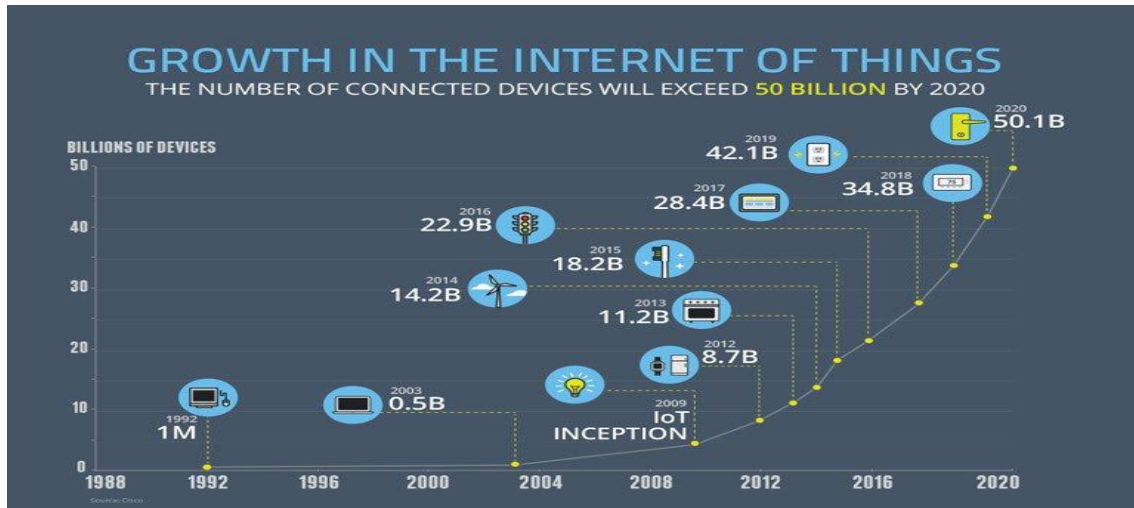 GROWTH IN THE INTERNET OF THINGS
THE NUMBER OF CONNECTED DEVICES WILL EXCEED 50 BILLION BY 2020
BILLIONS OF DEVICES
2020
50.1B
2019
42.1B
2018
34.8B
2017
28.4B
2016
22.9B
2015
18.2B
2014
14.2B
2013
11.2B
2012
8.7B
2009
IoT
INCEPTION
2003
0.5B
1992
1M
50
40
30
20
10
0
1988 1992 1996 2000 2004 2008 2012 2016 2020
Source: Cisco